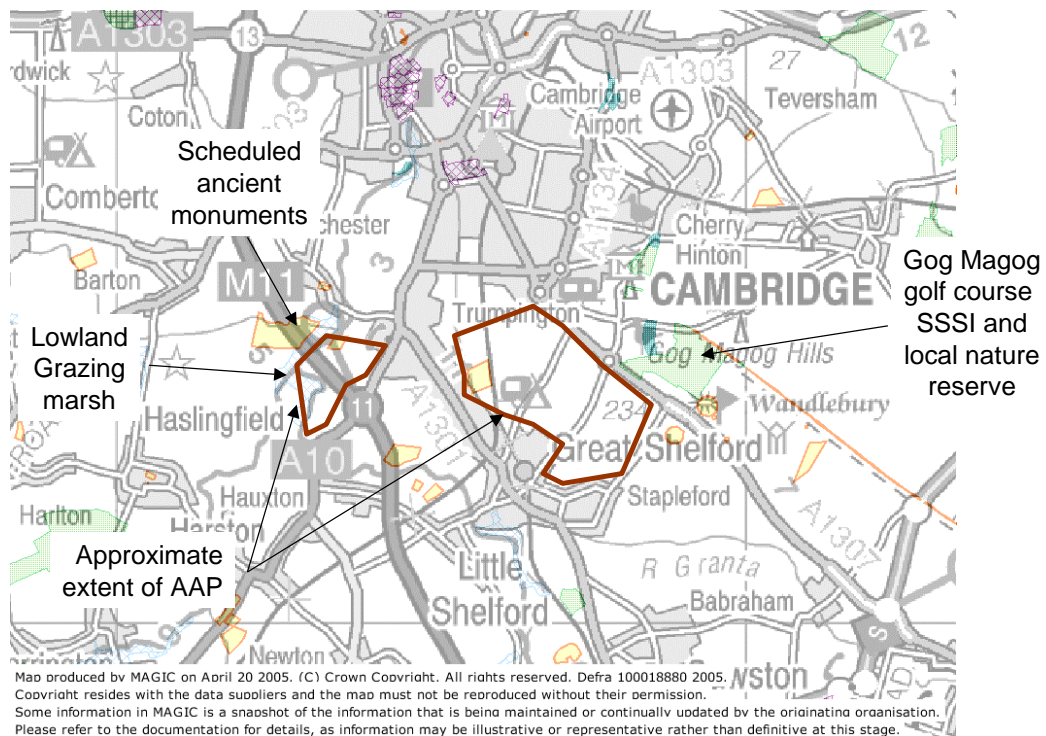 A1303
13
12
27
A1303
Cambridge
Airport
Teversham
Coton
Scheduled
ancient
monuments
Comberto
chester
3
A1134
Cherry
Hinton
Barton
M11
CAMBRIDGE
Gog Magog
golf course
SSSI and
local nature
reserve
Trumpington
Lowland
Grazing
marsh
5
Gog Magog Hills
Haslingfield
11
A1301
234
Wandlebury
A10
Great Shelford
Hauxton
Stapleford
Harlton
Harston
A1307
Approximate
extent of AAP
Little
Shelford
R Granta
Babraham
9
S
Newton
wston
Map produced by MAGIC on April 20 2005. (C) Crown Copyright. All rights reserved. Defra 100018880 2005.
Copyright resides with the data suppliers and the map must not be reproduced without their permission.
Some information in MAGIC is a snapshot of the information that is being maintained or continually updated by the originating organisation.
Please refer to the documentation for details, as information may be illustrative or representative rather than definitive at this stage.